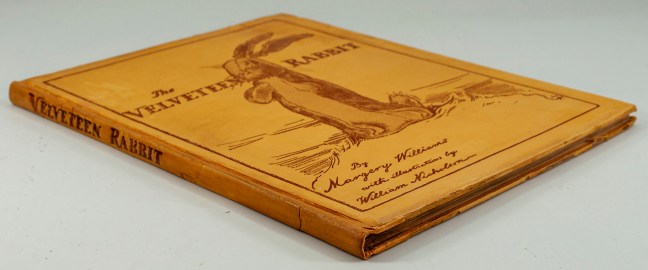 VELVETEEN RABBIT
The
VELVETEEN RABBIT
By
Margery Williams
with illustrations by
William Nicholson